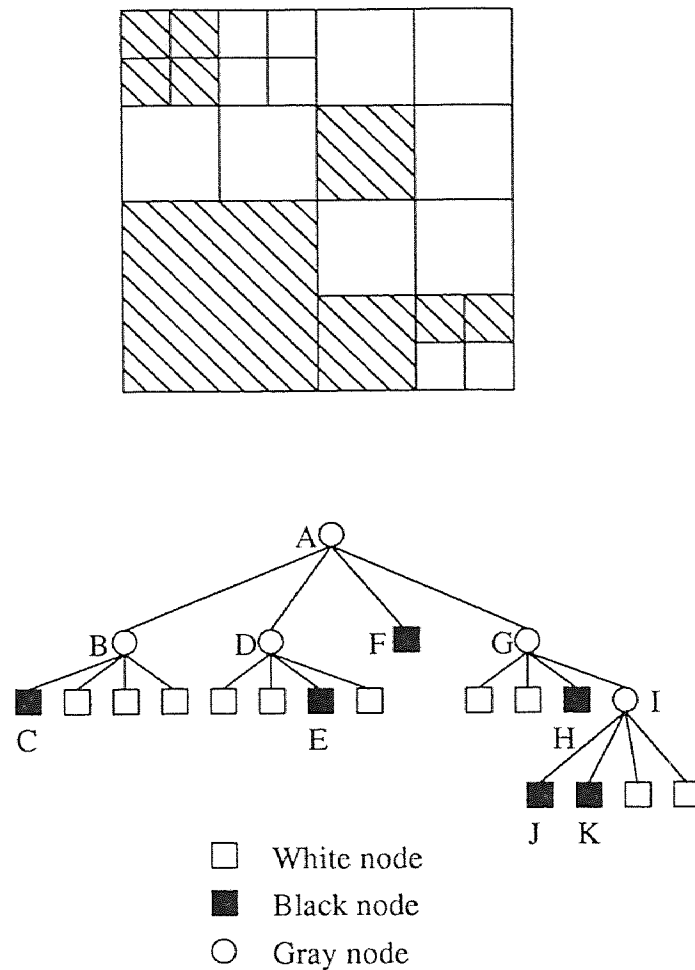 A
B D F G
C E H I
J K
White node
Black node
Gray node